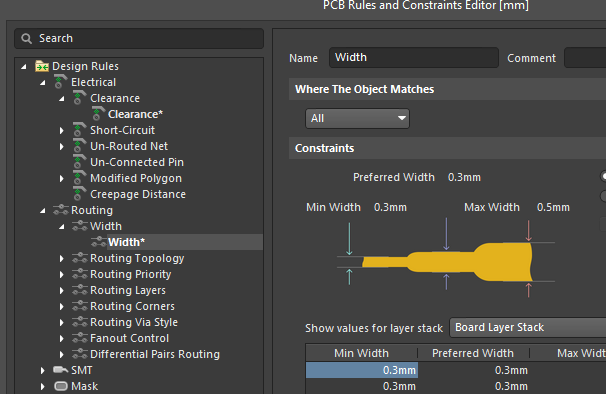 PCB Rules and Constraints Editor [mm]
Search
Design Rules
Electrical
Clearance
Clearance*
Short-Circuit
Un-Routed Net
Un-Connected Pin
Modified Polygon
Creepage Distance
Routing
Width
Width*
Routing Topology
Routing Priority
Routing Layers
Routing Corners
Routing Via Style
Fanout Control
Differential Pairs Routing
SMT
Mask
Name Width Comment
Where The Object Matches
All
Constraints
Preferred Width 0.3mm
Min Width 0.3mm Max Width 0.5mm
Show values for layer stack Board Layer Stack
Min Width Preferred Width Max Widt
0.3mm 0.3mm
0.3mm 0.3mm